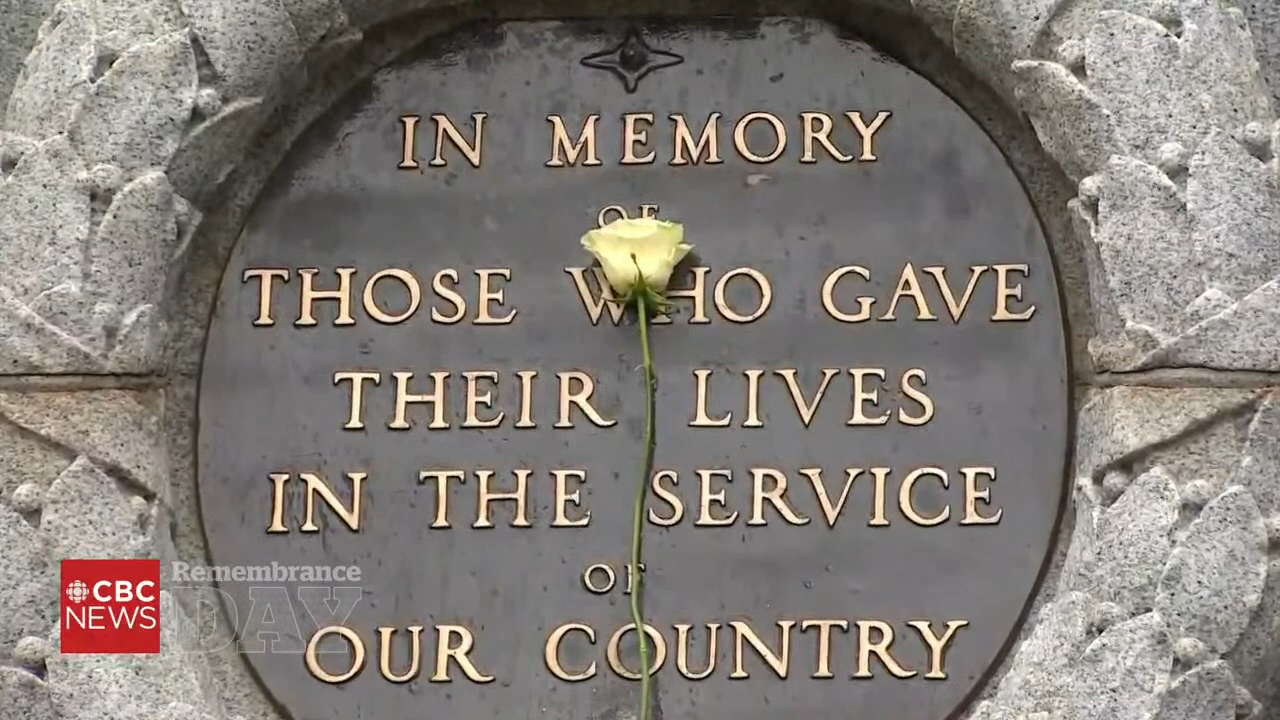 IN MEMORY
OF
THOSE WHO GAVE
THEIR LIVES
IN THE SERVICE
OF
OUR COUNTRY
CBC
NEWS
Remembrance
DAY